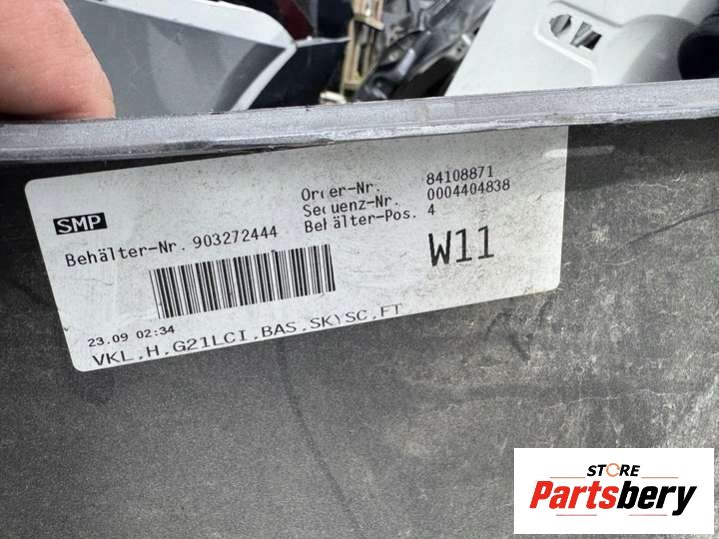 SMP
Order-Nr. 84108871
Sequenz-Nr. 0004404838
Behälter-Nr. 903272444
Behälter-Pos. 4
W11
23.09 02:34
VKL,H,G21LCI,BAS,SKYSC,FT
STORE
Partsbery